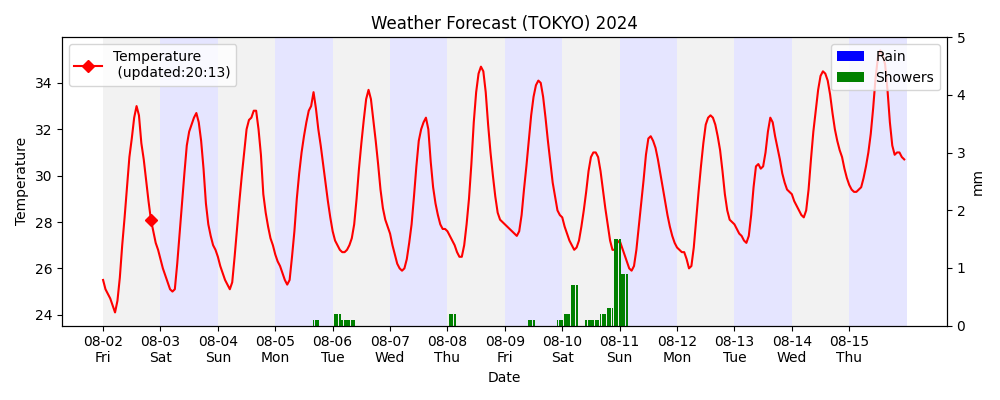 Weather Forecast (TOKYO) 2024
Temperature
(updated:20:13)
Rain
Showers
Temperature
34
32
30
28
26
24
5
4
3
2
1
0
mm
08-02 08-03 08-04 08-05 08-06 08-07 08-08 08-09 08-10 08-11 08-12 08-13 08-14 08-15
Fri Sat Sun Mon Tue Wed Thu Fri Sat Sun Mon Tue Wed Thu
Date